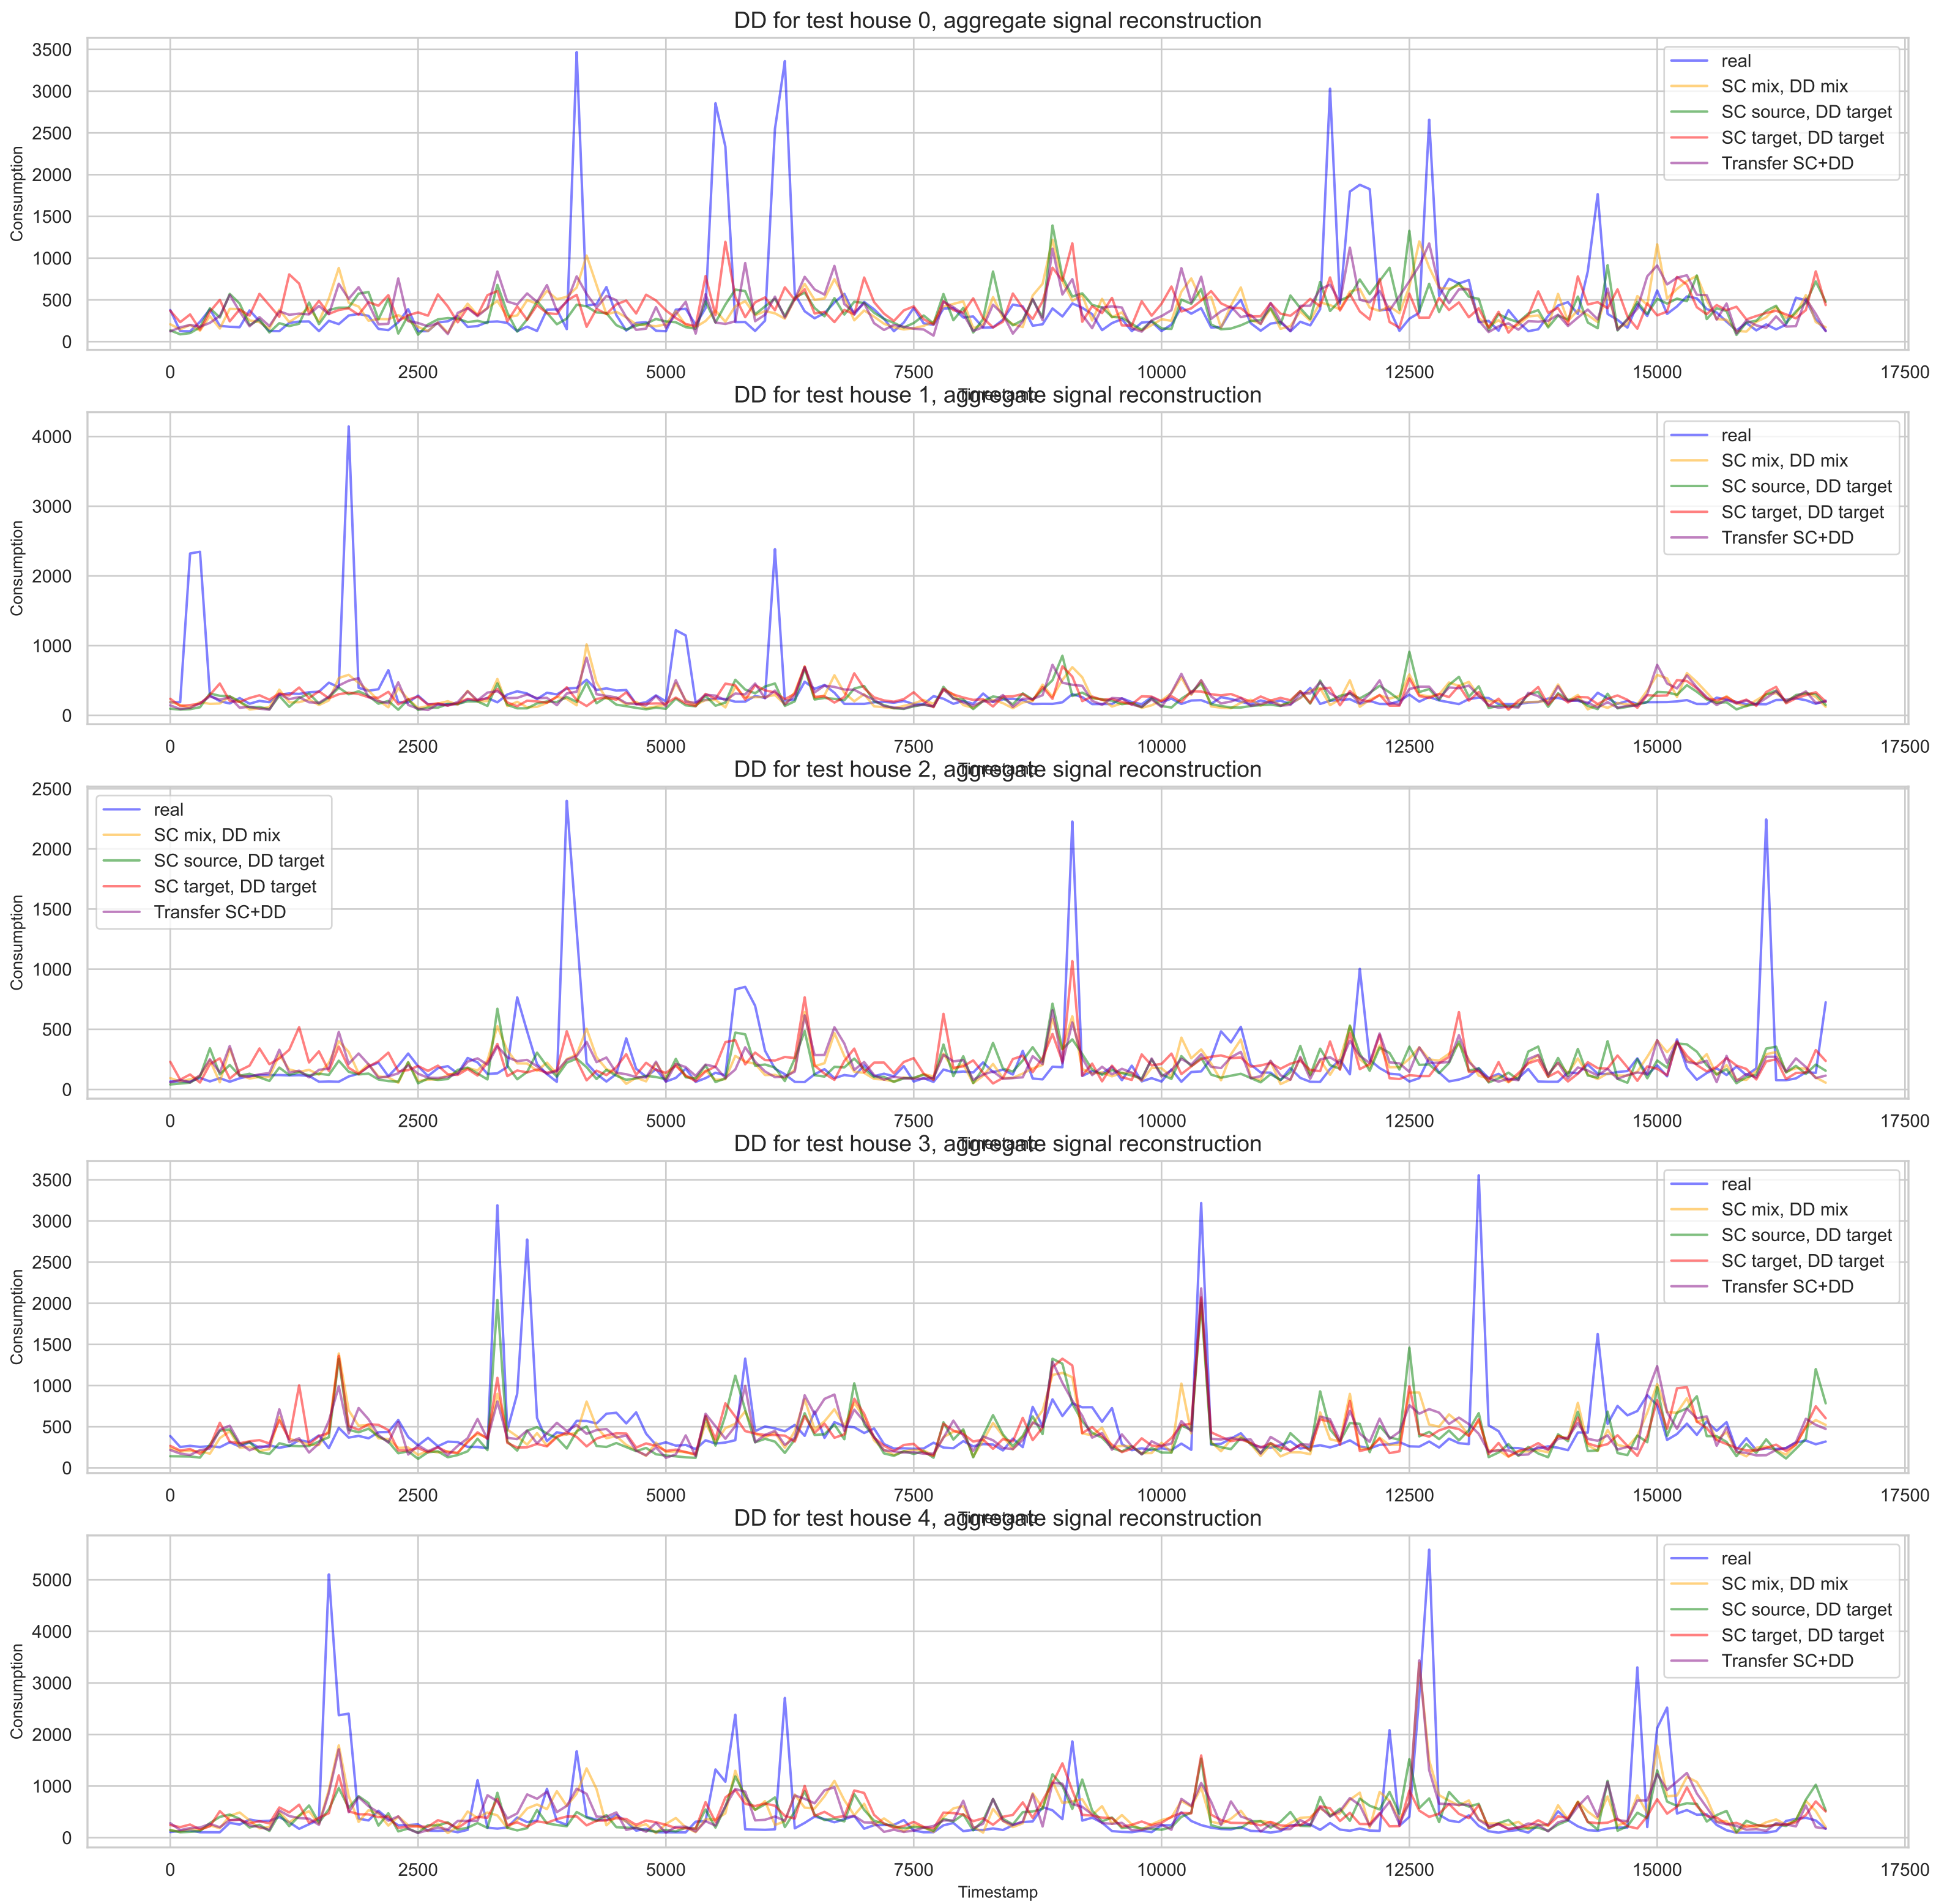 DD for test house 0, aggregate signal reconstruction
3500
3000
2500
2000
1500
1000
500
0
Consumption
real
SC mix, DD mix
SC source, DD target
SC target, DD target
Transfer SC+DD
0 2500 5000 7500 10000 12500 15000 17500
Timestamp
DD for test house 1, aggregate signal reconstruction
4000
3000
2000
1000
0
Consumption
real
SC mix, DD mix
SC source, DD target
SC target, DD target
Transfer SC+DD
0 2500 5000 7500 10000 12500 15000 17500
Timestamp
DD for test house 2, aggregate signal reconstruction
2500
2000
1500
1000
500
0
Consumption
real
SC mix, DD mix
SC source, DD target
SC target, DD target
Transfer SC+DD
0 2500 5000 7500 10000 12500 15000 17500
Timestamp
DD for test house 3, aggregate signal reconstruction
3500
3000
2500
2000
1500
1000
500
0
Consumption
real
SC mix, DD mix
SC source, DD target
SC target, DD target
Transfer SC+DD
0 2500 5000 7500 10000 12500 15000 17500
Timestamp
DD for test house 4, aggregate signal reconstruction
5000
4000
3000
2000
1000
0
Consumption
real
SC mix, DD mix
SC source, DD target
SC target, DD target
Transfer SC+DD
0 2500 5000 7500 10000 12500 15000 17500
Timestamp